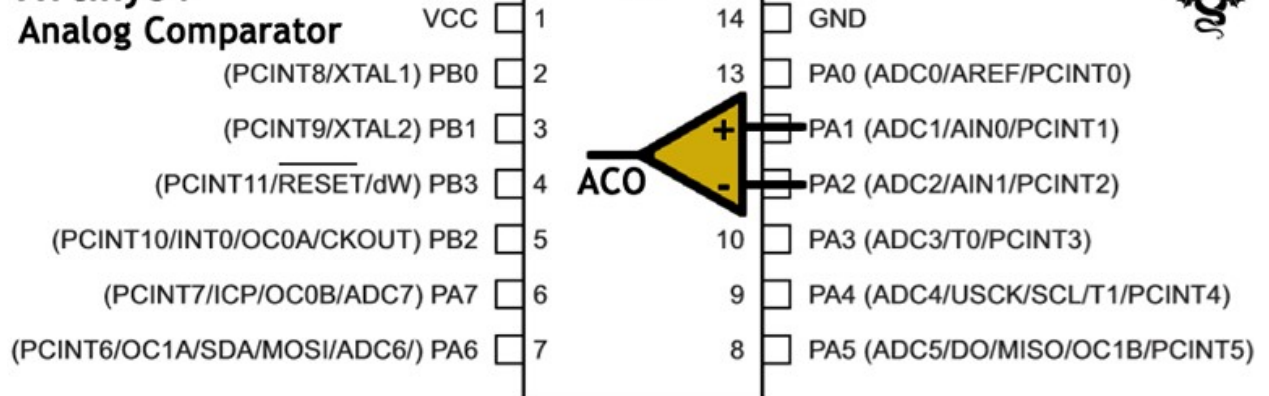 Analog Comparator
VCC 1 14 GND
(PCINT8/XTAL1) PB0 2 13 PA0 (ADC0/AREF/PCINT0)
(PCINT9/XTAL2) PB1 3 + PA1 (ADC1/AIN0/PCINT1)
(PCINT11/RESET/dW) PB3 4 ACO - PA2 (ADC2/AIN1/PCINT2)
(PCINT10/INT0/OC0A/CKOUT) PB2 5 10 PA3 (ADC3/T0/PCINT3)
(PCINT7/ICP/OC0B/ADC7) PA7 6 9 PA4 (ADC4/USCK/SCL/T1/PCINT4)
(PCINT6/OC1A/SDA/MOSI/ADC6/) PA6 7 8 PA5 (ADC5/DO/MISO/OC1B/PCINT5)